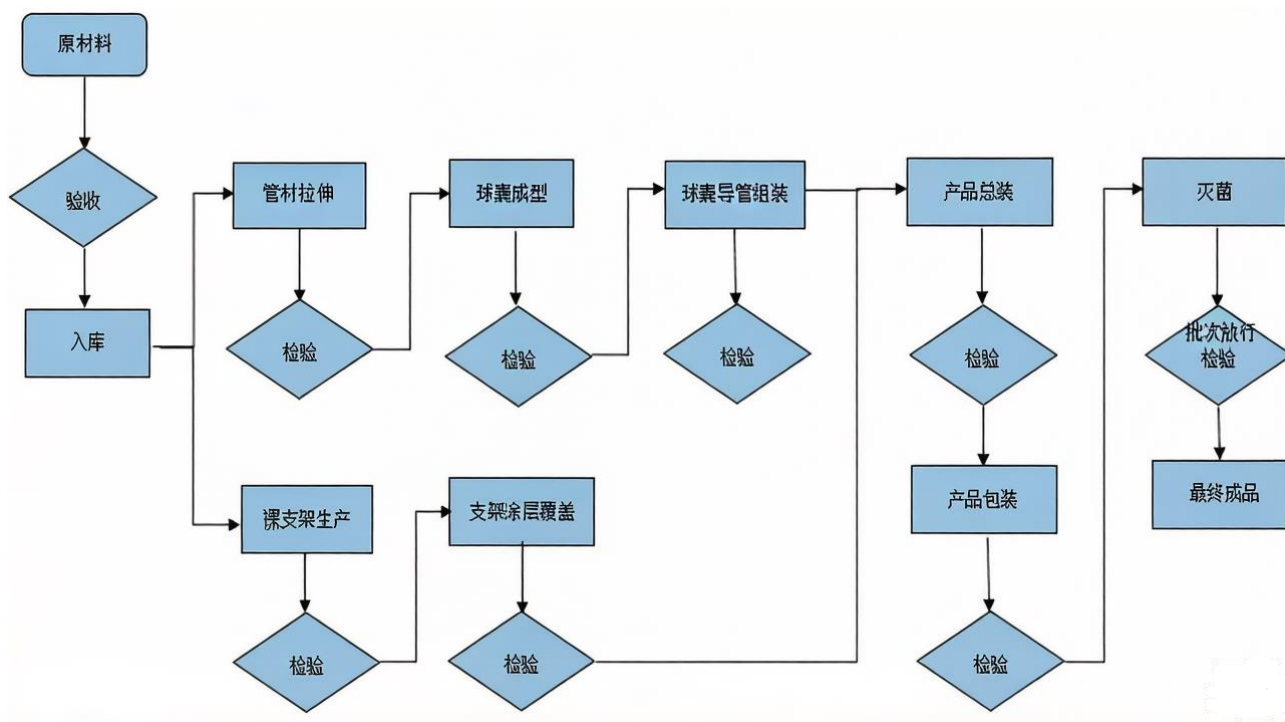 原材料
验收
入库
管材拉伸
检验
球囊成型
检验
球囊导管组装
检验
裸支架生产
检验
支架涂层覆盖
检验
产品总装
检验
产品包装
检验
灭菌
批次放行
检验
最终成品